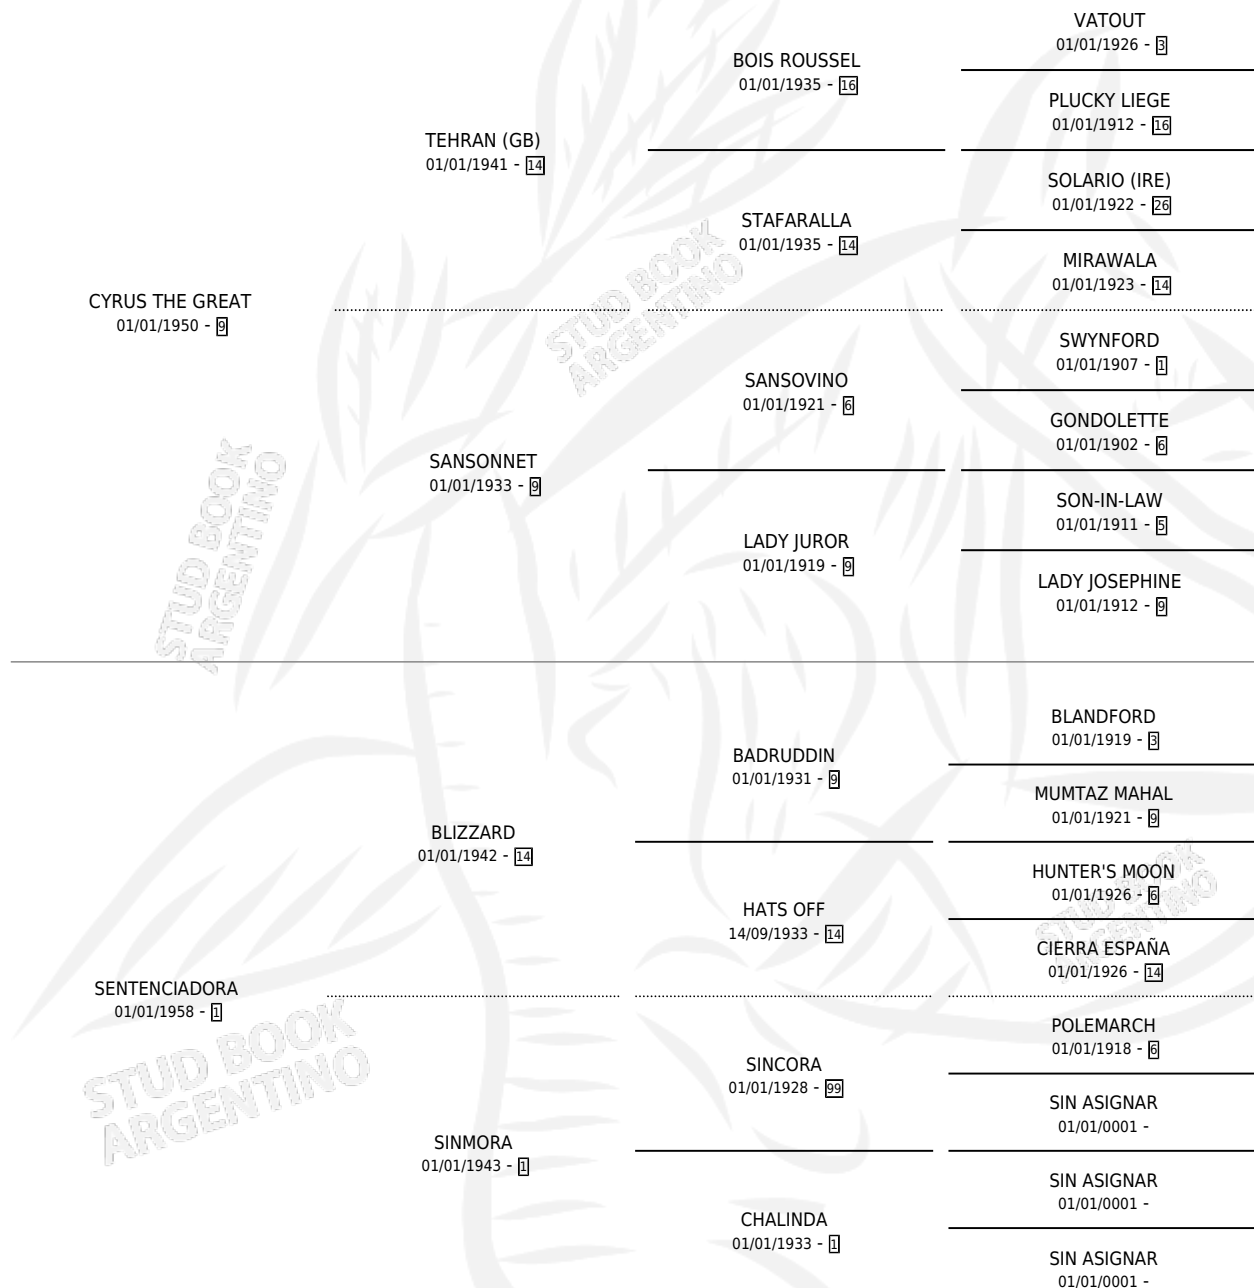 VATOUT
01/01/1926 - 3
BOIS ROUSSEL
01/01/1935 - 16
PLUCKY LIEGE
01/01/1912 - 16
TEHRAN (GB)
01/01/1941 - 14
SOLARIO (IRE)
01/01/1922 - 26
STAFARALLA
01/01/1935 - 14
MIRAWALA
01/01/1923 - 14
CYRUS THE GREAT
01/01/1950 - 9
SWYNFORD
01/01/1907 - 1
SANSOVINO
01/01/1921 - 6
GONDOLETTE
01/01/1902 - 6
SANSONNET
01/01/1933 - 9
SON-IN-LAW
01/01/1911 - 5
LADY JUROR
01/01/1919 - 9
LADY JOSEPHINE
01/01/1912 - 9
BLANDFORD
01/01/1919 - 3
BADRUDDIN
01/01/1931 - 9
MUMTAZ MAHAL
01/01/1921 - 9
BLIZZARD
01/01/1942 - 14
HUNTER'S MOON
01/01/1926 - 6
HATS OFF
14/09/1933 - 14
CIERRA ESPAÑA
01/01/1926 - 14
SENTENCIADORA
01/01/1958 - 1
POLEMARCH
01/01/1918 - 6
SINCORA
01/01/1928 - 99
SIN ASIGNAR
01/01/0001 -
SINMORA
01/01/1943 - 1
SIN ASIGNAR
01/01/0001 -
CHALINDA
01/01/1933 - 1
SIN ASIGNAR
01/01/0001 -
STUD BOOK
ARGENTINO
STUD BOOK
ARGENTINO
STUD BOOK
ARGENTINO
STUD BOOK
ARGENTINO